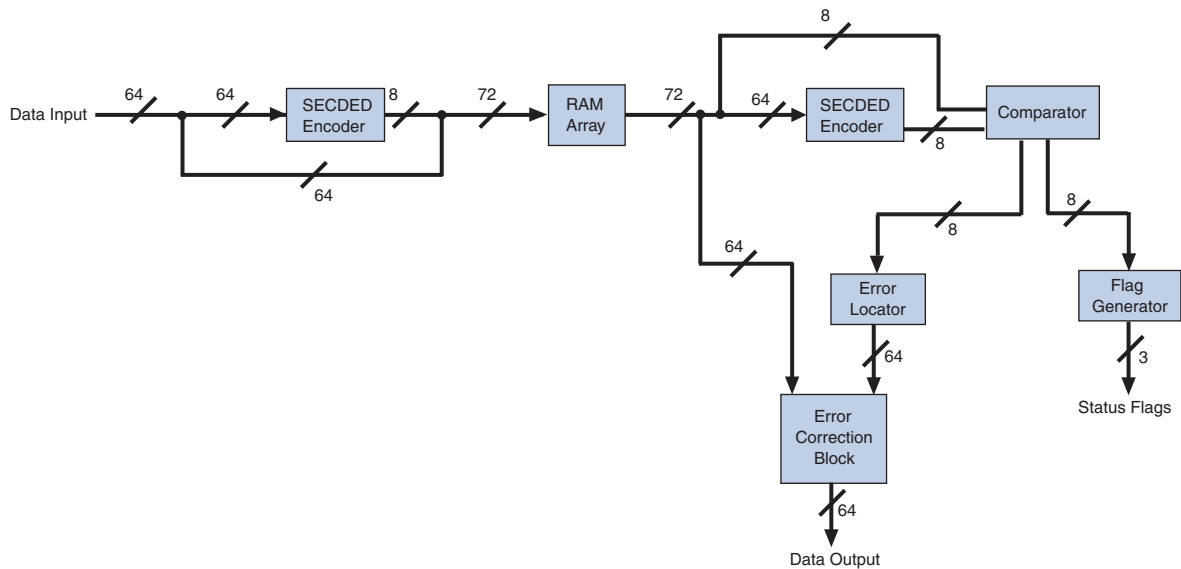 8
64
64
SECDED
Encoder
8
72
RAM
Array
72
64
SECDED
Encoder
8
Comparator
Data Input
64
8
8
64
Error
Locator
Flag
Generator
64
3
Status Flags
Error
Correction
Block
64
Data Output